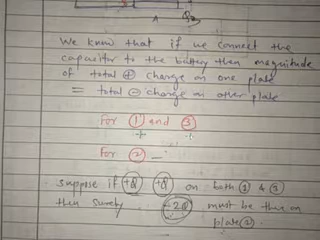 A Q3
We know that if we connect the
capacitor to the battery then magnitude
of total ⊕ charge on one plate
= total ⊖ charge on other plate
For ① and ③
+ +
For ② -
Suppose if +Q +Q on both ① & ③
then surely -2Q must be then on
plate ②.